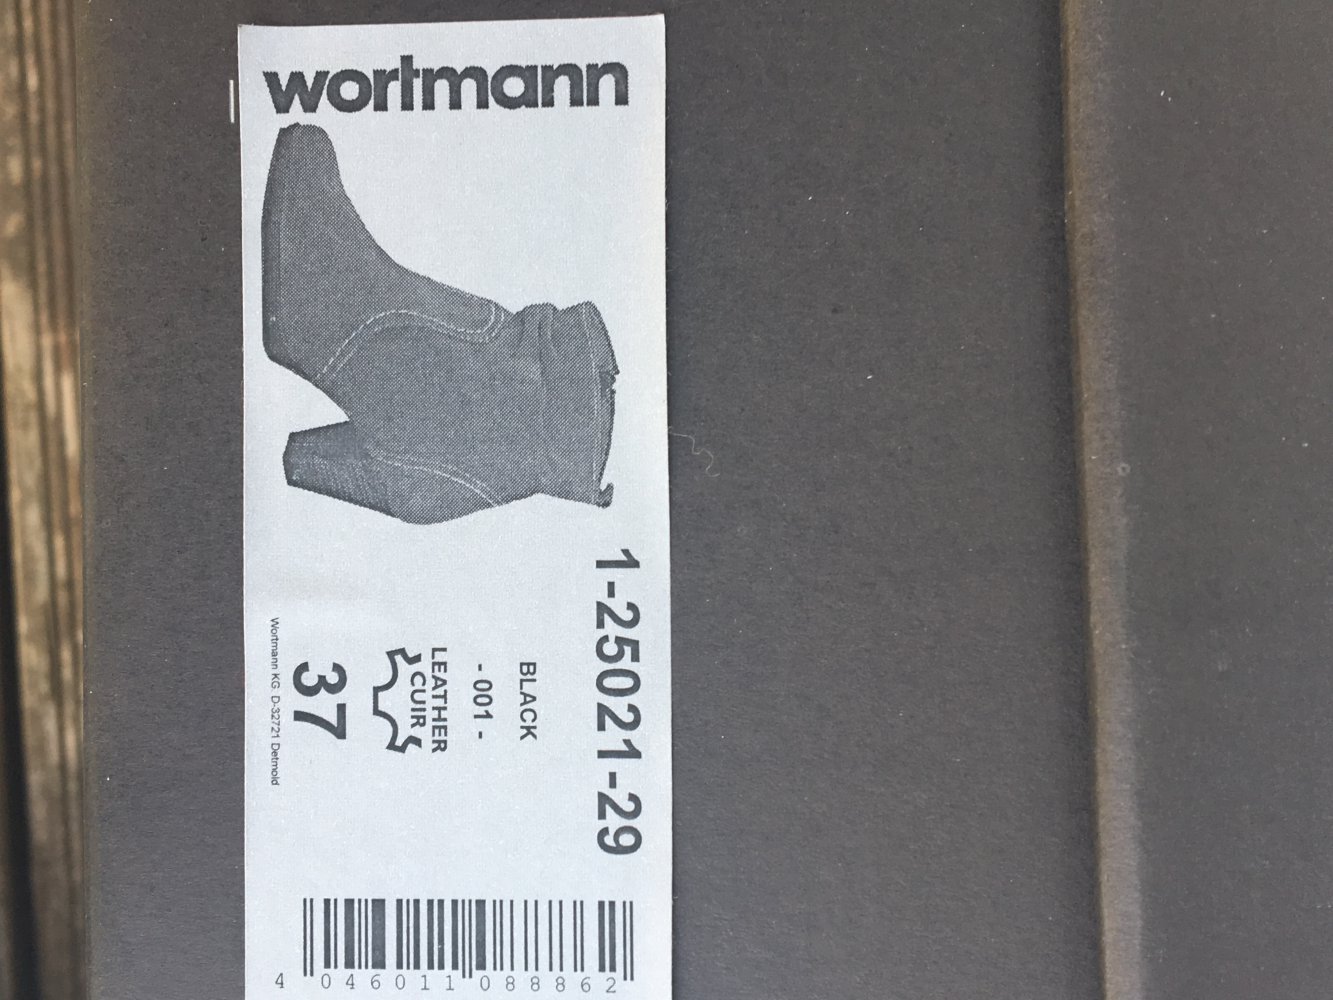 wortmann
1-25021-29
BLACK
- 001 -
LEATHER
CUIR
37
Wortmann KG D-32721 Detmold
4 046011 088862